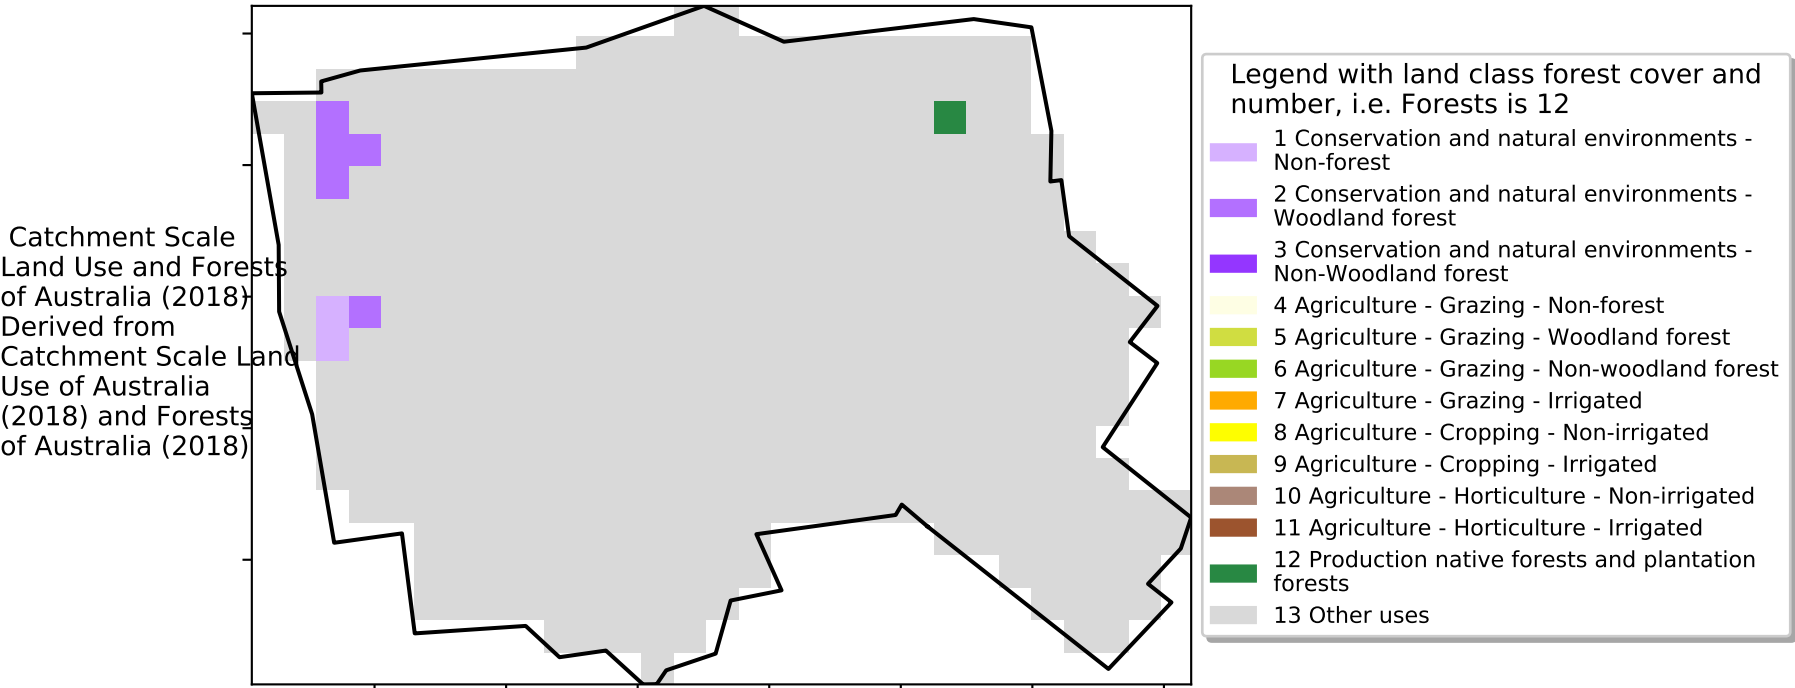 Catchment Scale
Land Use and Forests
of Australia (2018)
Derived from
Catchment Scale Land
Use of Australia
(2018) and Forests
of Australia (2018)
Legend with land class forest cover and
number, i.e. Forests is 12
1 Conservation and natural environments -
Non-forest
2 Conservation and natural environments -
Woodland forest
3 Conservation and natural environments -
Non-Woodland forest
4 Agriculture - Grazing - Non-forest
5 Agriculture - Grazing - Woodland forest
6 Agriculture - Grazing - Non-woodland forest
7 Agriculture - Grazing - Irrigated
8 Agriculture - Cropping - Non-irrigated
9 Agriculture - Cropping - Irrigated
10 Agriculture - Horticulture - Non-irrigated
11 Agriculture - Horticulture - Irrigated
12 Production native forests and plantation
forests
13 Other uses